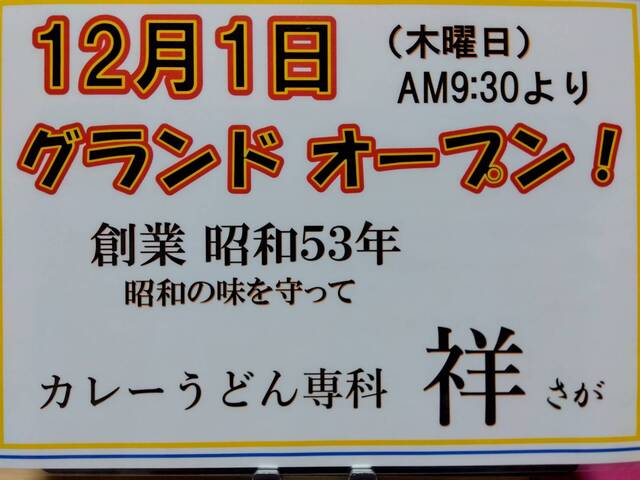 12月1日 (木曜日)
AM9:30より
グランド オープン!
創業 昭和53年
昭和の味を守って
カレーうどん専科 祥 さが